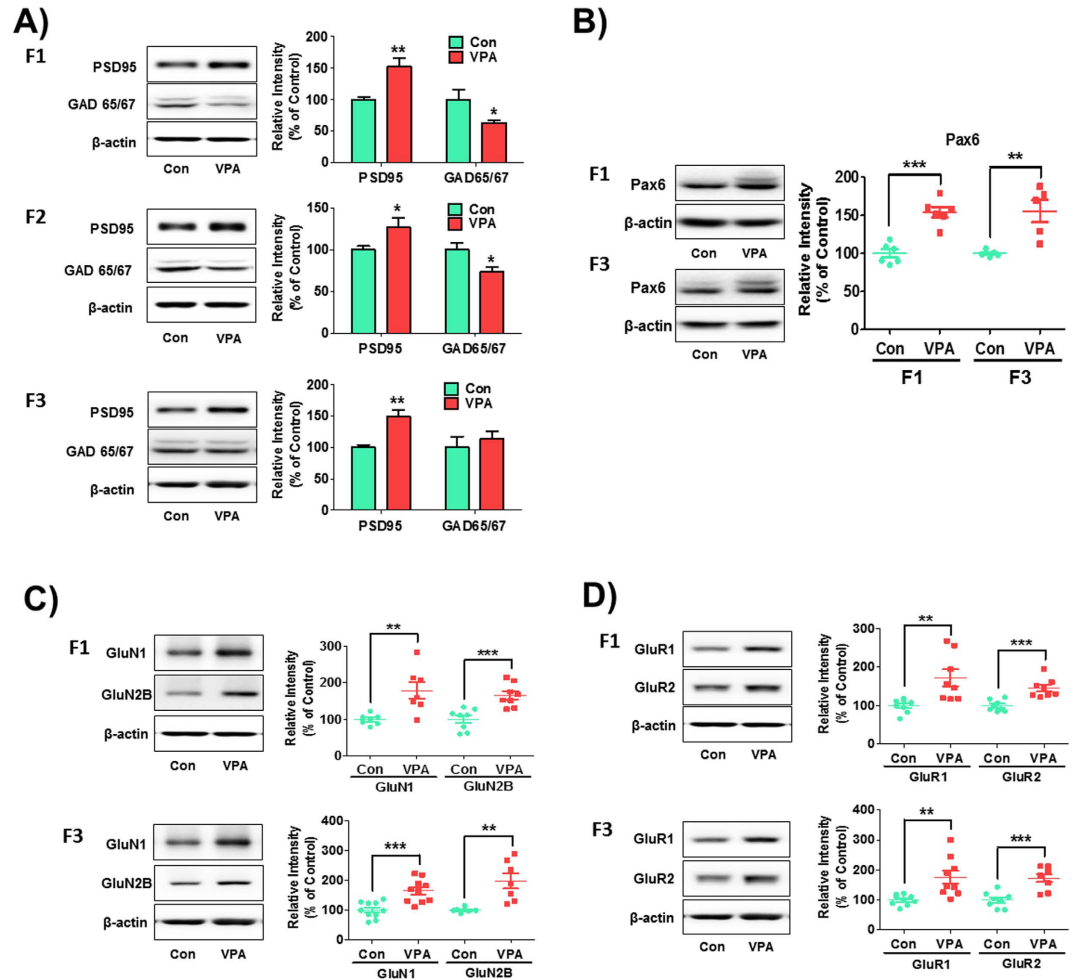 A)
F1
PSD95
GAD 65/67
β-actin
Con VPA
Relative Intensity
(% of Control)
200
150
100
50
0
** *
Con
VPA
PSD95 GAD65/67
F2
PSD95
GAD 65/67
β-actin
Con VPA
Relative Intensity
(% of Control)
150
100
50
0
* *
Con
VPA
PSD95 GAD65/67
F3
PSD95
GAD 65/67
β-actin
Con VPA
Relative Intensity
(% of Control)
200
150
100
50
0
**
Con
VPA
PSD95 GAD65/67
B)
F1
Pax6
β-actin
Con VPA
F3
Pax6
β-actin
Con VPA
Pax6
Relative Intensity
(% of Control)
200
150
100
50
0
*** **
Con VPA Con VPA
F1 F3
C)
F1
GluN1
GluN2B
β-actin
Con VPA
Relative Intensity
(% of Control)
400
300
200
100
0
** ***
Con VPA Con VPA
GluN1 GluN2B
F3
GluN1
GluN2B
β-actin
Con VPA
Relative Intensity
(% of Control)
400
300
200
100
0
*** **
Con VPA Con VPA
GluN1 GluN2B
D)
F1
GluR1
GluR2
β-actin
Con VPA
Relative Intensity
(% of Control)
300
200
100
0
** ***
Con VPA Con VPA
GluR1 GluR2
F3
GluR1
GluR2
β-actin
Con VPA
Relative Intensity
(% of Control)
400
300
200
100
0
** ***
Con VPA Con VPA
GluR1 GluR2